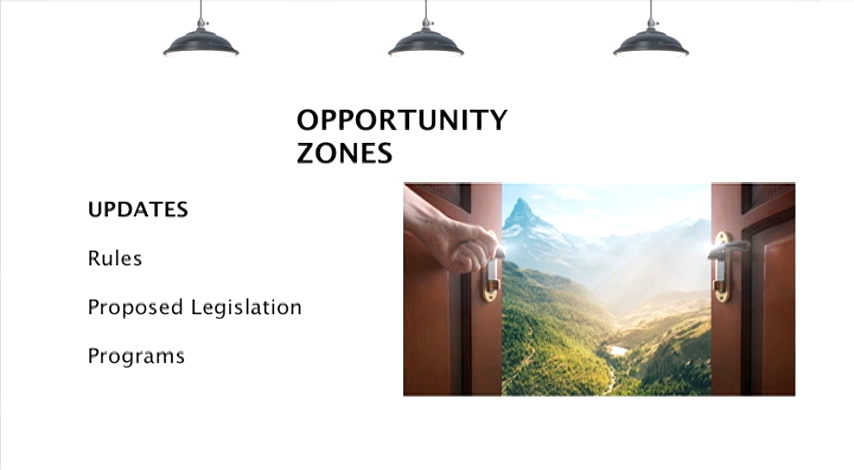 OPPORTUNITY
ZONES
UPDATES
Rules
Proposed Legislation
Programs